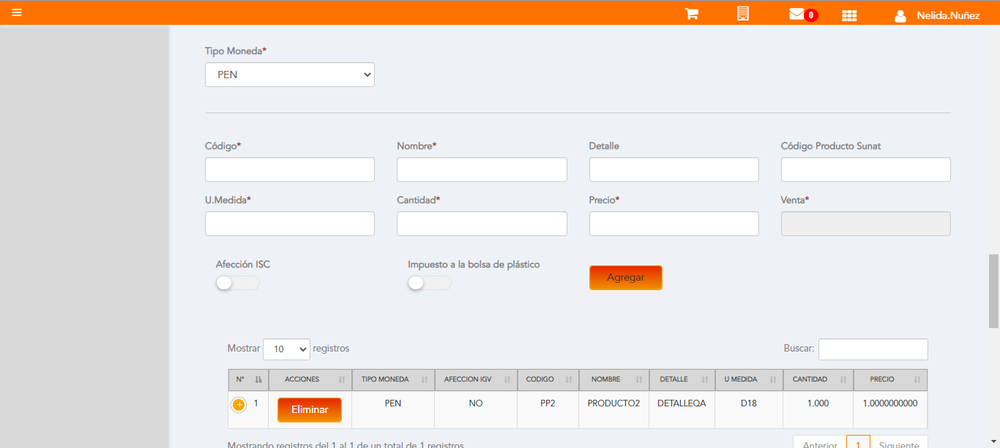 0 Nelida.Nuñez
Tipo Moneda*
PEN
Código* Nombre* Detalle Código Producto Sunat
U.Medida* Cantidad* Precio* Venta*
Afección ISC Impuesto a la bolsa de plástico
Agregar
Mostrar 10 registros Buscar:
N° ACCIONES TIPO MONEDA AFECCION IGV CODIGO NOMBRE DETALLE U MEDIDA CANTIDAD PRECIO
1 Eliminar PEN NO PP2 PRODUCTO2 DETALLEQA D18 1.000 1.0000000000
Mostrando registros del 1 al 1 de un total de 1 registros Anterior 1 Siguiente